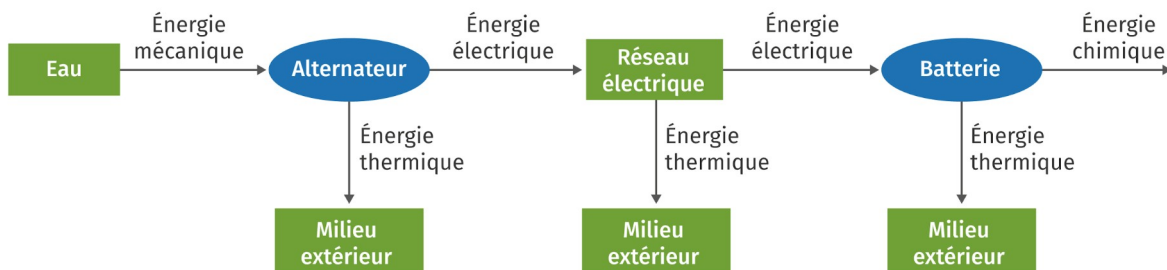 Énergie
mécanique
Énergie
électrique
Énergie
électrique
Énergie
chimique
Eau
Alternateur
Réseau
électrique
Batterie
Énergie
thermique
Énergie
thermique
Énergie
thermique
Milieu
extérieur
Milieu
extérieur
Milieu
extérieur